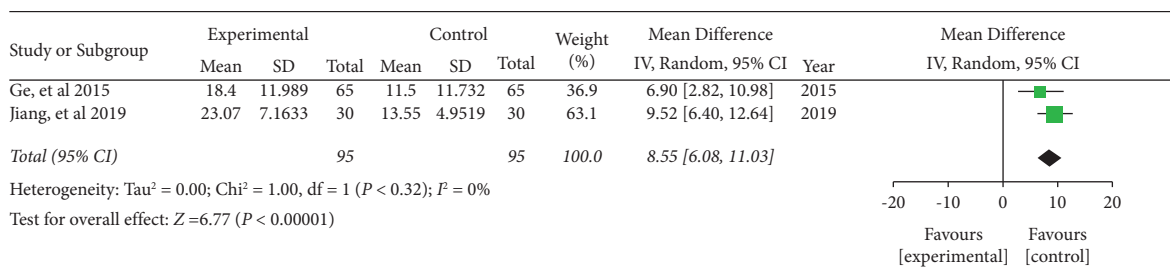 Study or Subgroup Experimental Control Weight (%) Mean Difference Mean Difference
Mean SD Total Mean SD Total IV, Random, 95% CI Year IV, Random, 95% CI
Ge, et al 2015 18.4 11.989 65 11.5 11.732 65 36.9 6.90 [2.82, 10.98] 2015
Jiang, et al 2019 23.07 7.1633 30 13.55 4.9519 30 63.1 9.52 [6.40, 12.64] 2019
Total (95% CI) 95 95 100.0 8.55 [6.08, 11.03]
Heterogeneity: Tau² = 0.00; Chi² = 1.00, df = 1 (P < 0.32); I² = 0%
Test for overall effect: Z =6.77 (P < 0.00001)
-20 -10 0 10 20
Favours Favours
[experimental] [control]